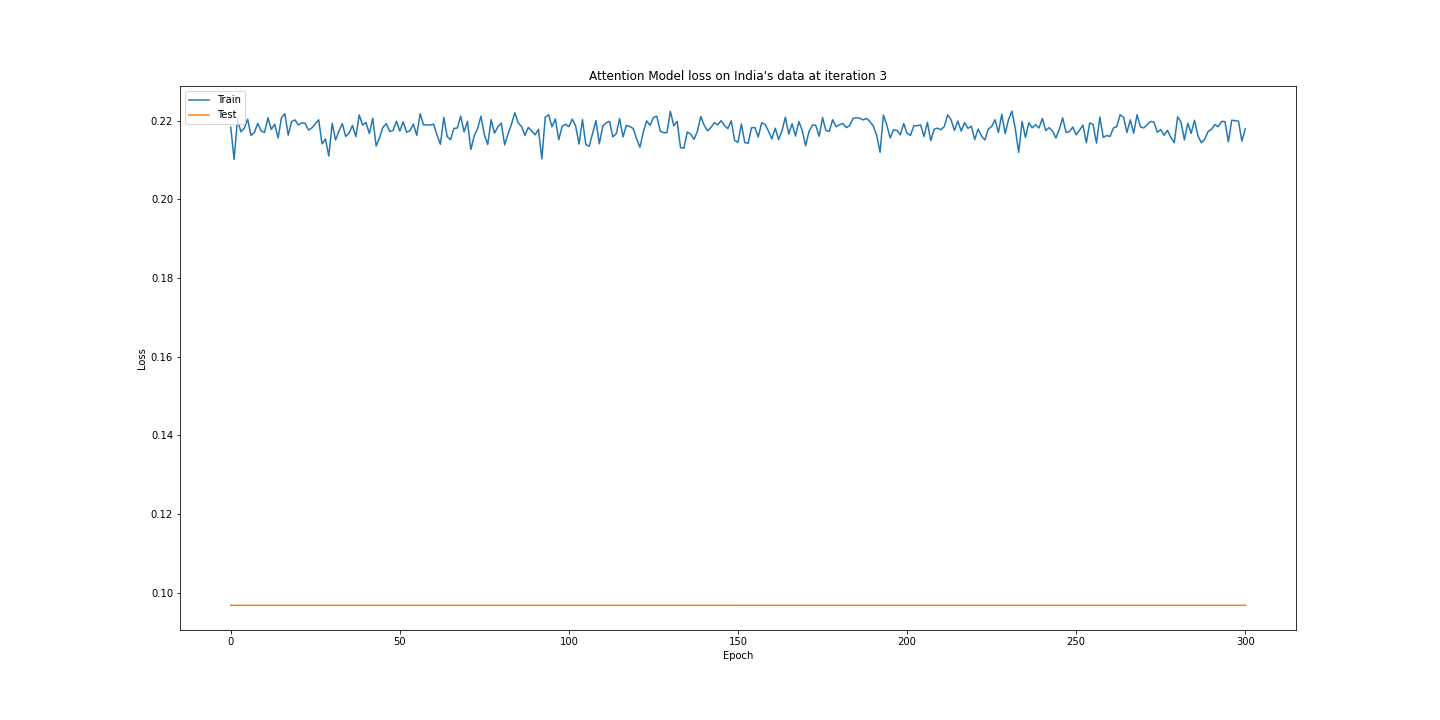 Attention Model loss on India's data at iteration 3
Train
Test
0.22
0.20
0.18
0.16
0.14
0.12
0.10
Loss
0
50
100
150
200
250
300
Epoch